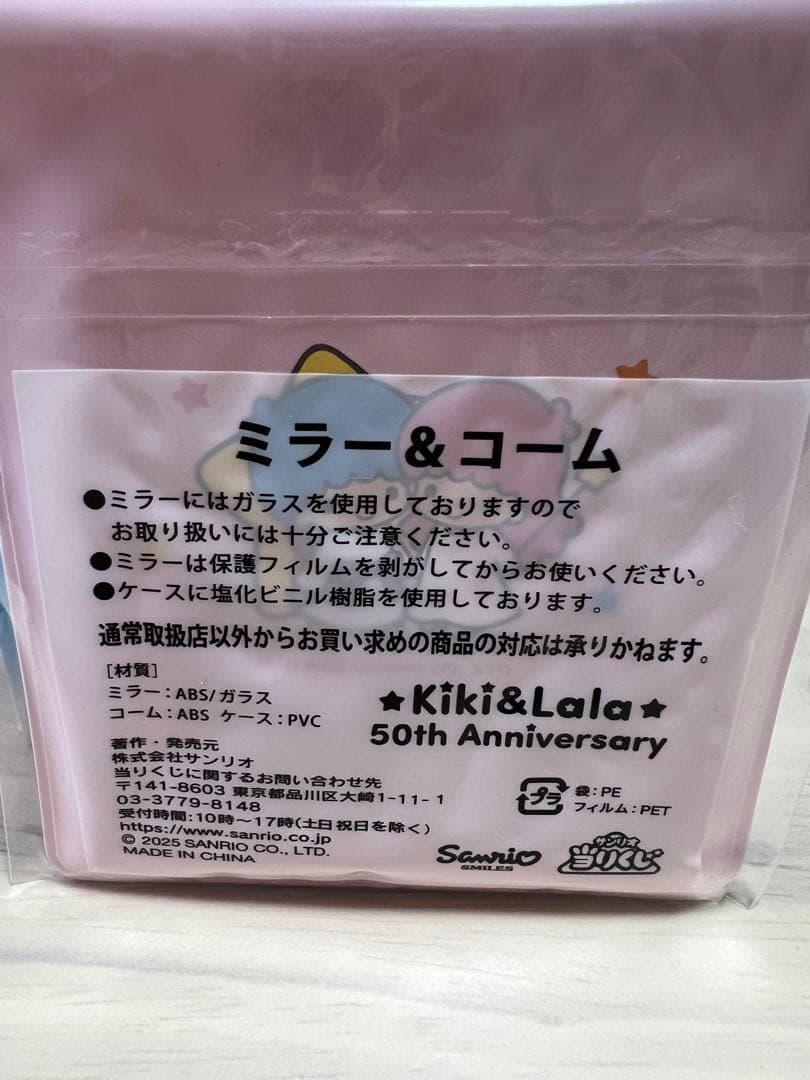 ミラー&コーム
●ミラーにはガラスを使用しておりますので
お取り扱いには十分ご注意ください。
●ミラーは保護フィルムを剥がしてからお使いください。
●ケースに塩化ビニル樹脂を使用しております。
通常取扱店以外からお買い求めの商品の対応は承りかねます。
[材質]
ミラー:ABS/ガラス
コーム:ABS ケース:PVC
★Kiki&Lala★
50th Anniversary
著作・発売元
株式会社サンリオ
当りくじに関するお問い合わせ先
〒141-8603 東京都品川区大崎1-11-1
03-3779-8148
受付時間:10時～17時(土日祝日を除く)
https://www.sanrio.co.jp
© 2025 SANRIO CO., LTD.
MADE IN CHINA
プラ
袋:PE
フィルム:PET
Sanrio
SMILES
サンリオ
当りくじ